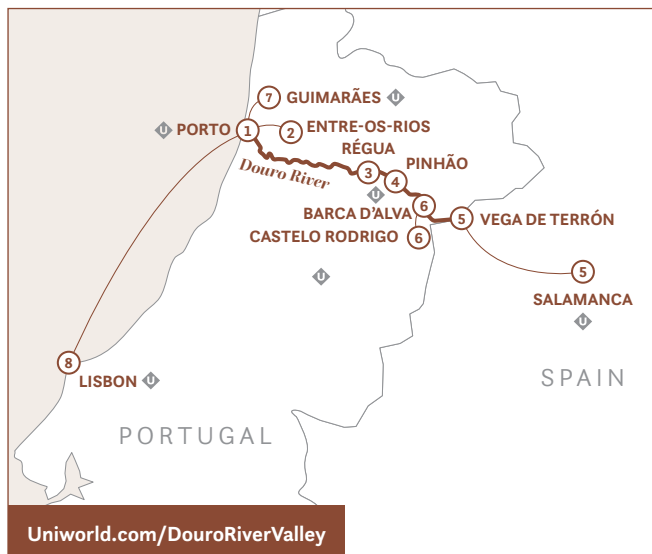 7 GUIMARÃES U
U PORTO 1
2 ENTRE-OS-RIOS
RÉGUA
3
PINHÃO
4
Douro River
U
6
BARCA D'ALVA
5 VEGA DE TERRÓN
CASTELO RODRIGO 6
U
5
SALAMANCA
U
8
LISBON U
SPAIN
PORTUGAL
Uniworld.com/DouroRiverValley